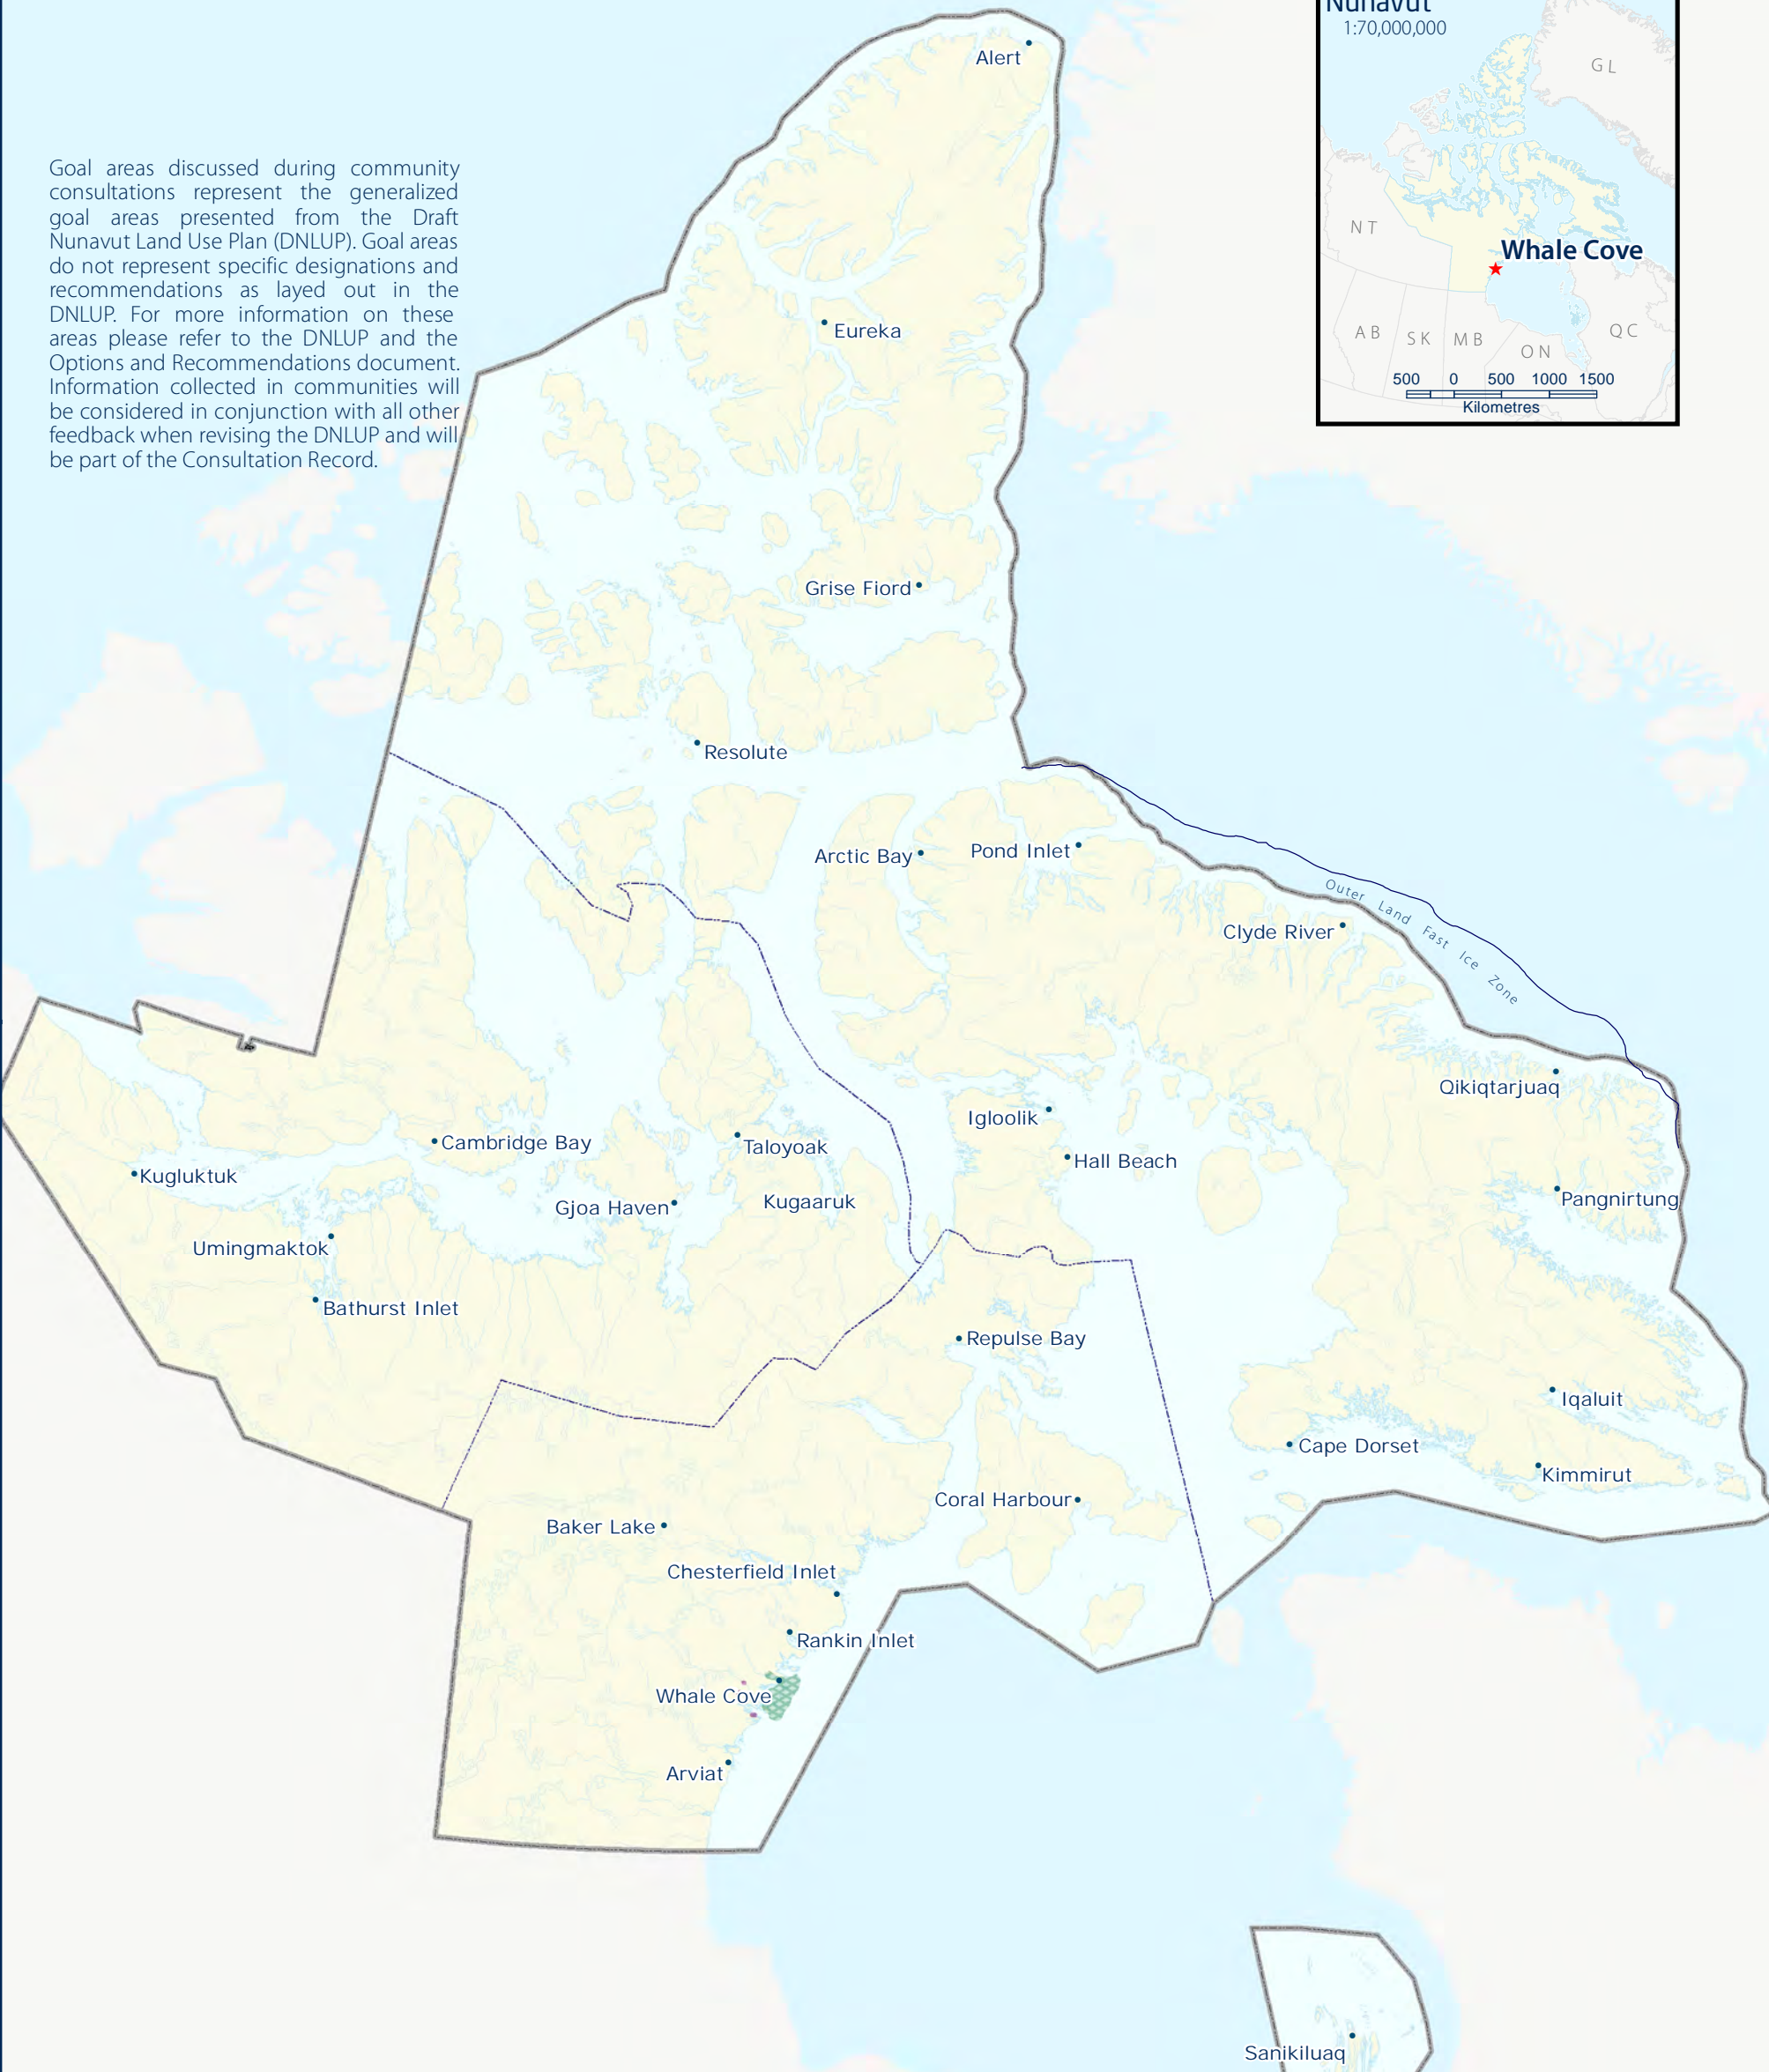 Nunavut
1:70,000,000
GL
NT
Whale Cove
AB
SK
MB
ON
QC
500 0 500 1000 1500
Kilometres
Goal areas discussed during community
consultations represent the generalized
goal areas presented from the Draft
Nunavut Land Use Plan (DNLUP). Goal areas
do not represent specific designations and
recommendations as layed out in the
DNLUP. For more information on these
areas please refer to the DNLUP and the
Options and Recommendations document.
Information collected in communities will
be considered in conjunction with all other
feedback when revising the DNLUP and will
be part of the Consultation Record.
Alert
Eureka
Grise Fiord
Resolute
Arctic Bay
Pond Inlet
Clyde River
Outer Land Fast Ice Zone
Qikiqtarjuaq
Igloolik
Cambridge Bay
Taloyoak
Hall Beach
Kugluktuk
Gjoa Haven
Kugaaruk
Pangnirtung
Umingmaktok
Bathurst Inlet
Repulse Bay
Iqaluit
Cape Dorset
Kimmirut
Coral Harbour
Baker Lake
Chesterfield Inlet
Rankin Inlet
Whale Cove
Arviat
Sanikiluaq